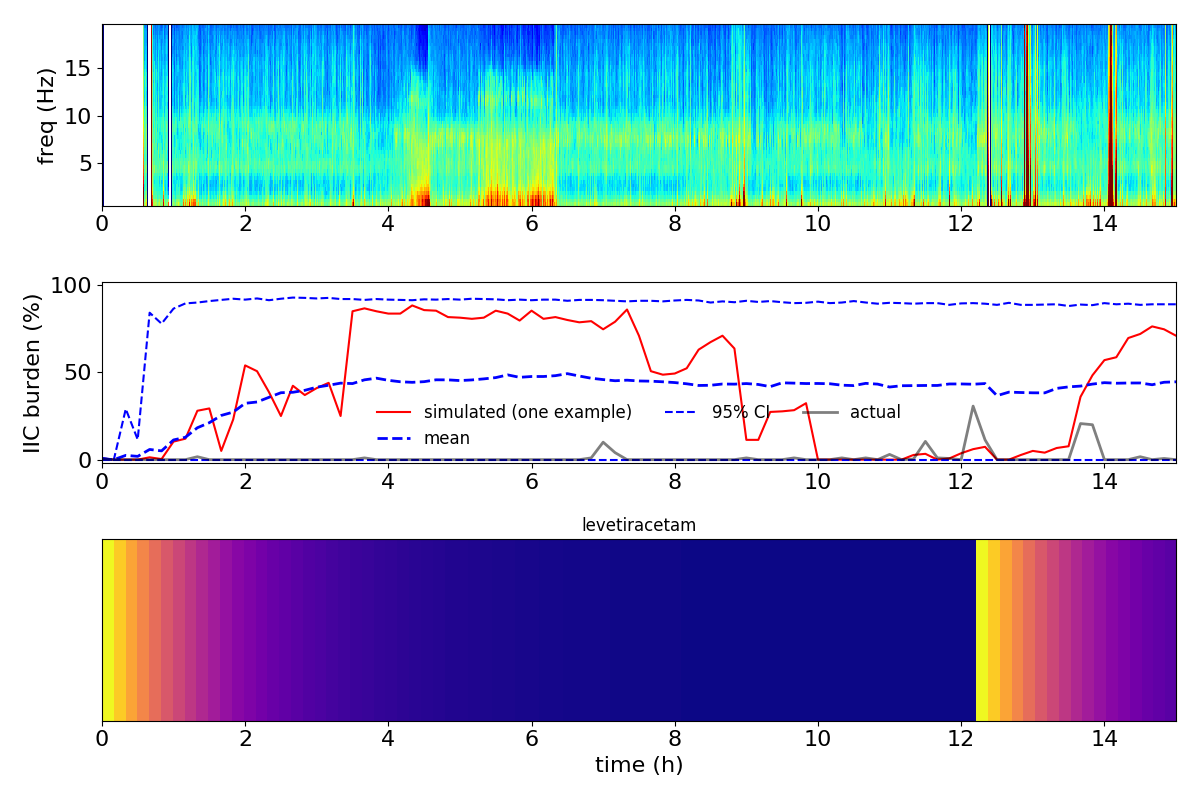 freq (Hz)
15
10
5
0 2 4 6 8 10 12 14
IIC burden (%)
100
50
0
simulated (one example) 95% CI actual
mean
0 2 4 6 8 10 12 14
levetiracetam
0 2 4 6 8 10 12 14
time (h)